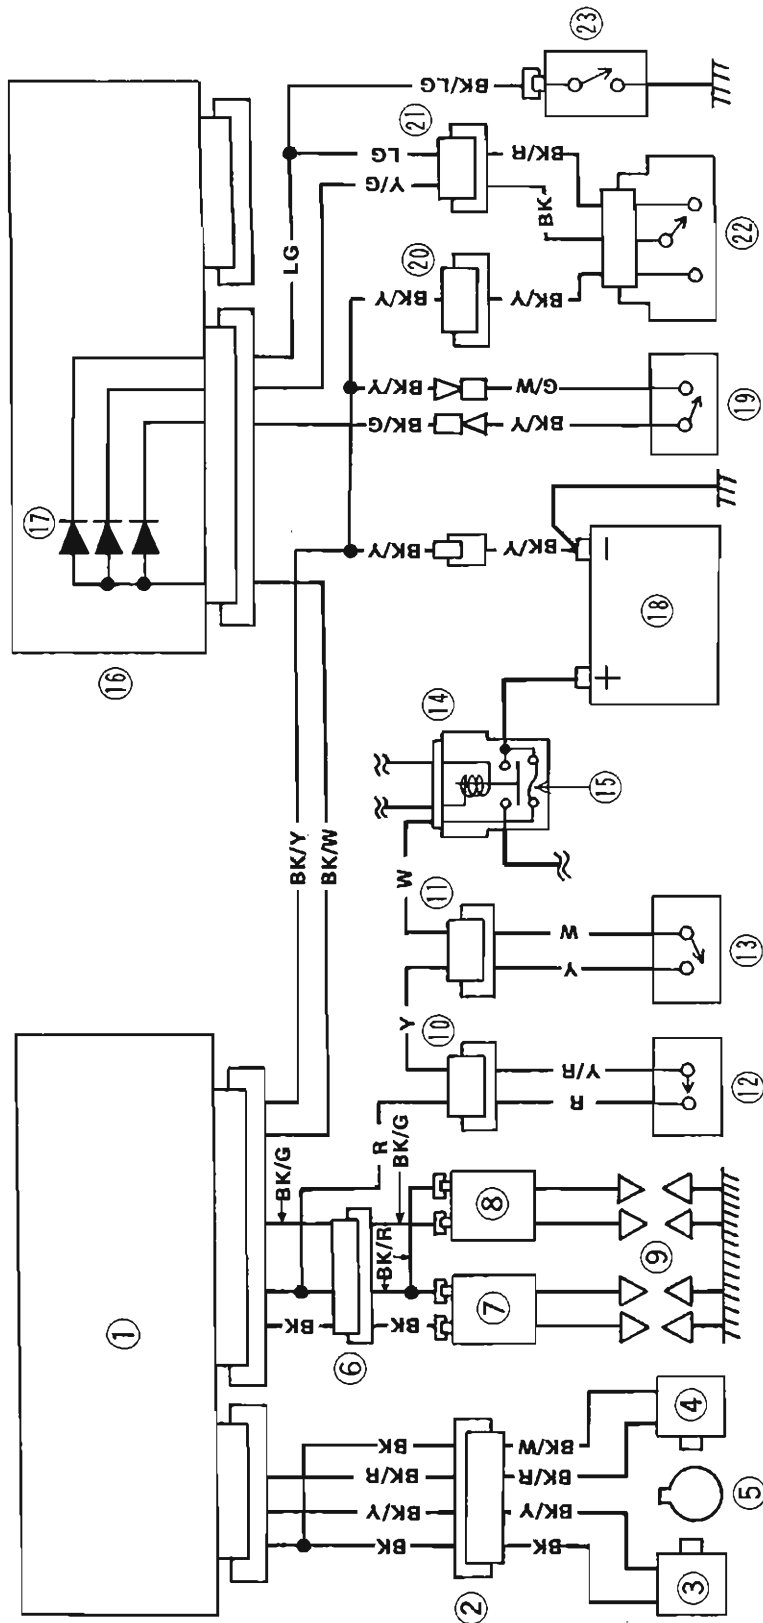 ㉓
BK/LG
㉑
LG
BK/R
Y/G
BK
㉒
LG
⑳
BK/Y
BK/Y
BK/Y
G/W
⑲
BK/G
BK/Y
⑰
BK/Y
BK/Y
−
⑱
+
⑯
⑭
⑮
BK/Y
BK/W
W
⑪
W
Y
⑬
Y
⑩
Y/R
R
⑫
BK/G
R
BK/G
BK/R
⑧
⑨
⑦
①
BK
BK
⑥
BK
BK/W
④
BK/R
BK/R
BK/Y
BK/Y
⑤
BK
BK
②
③